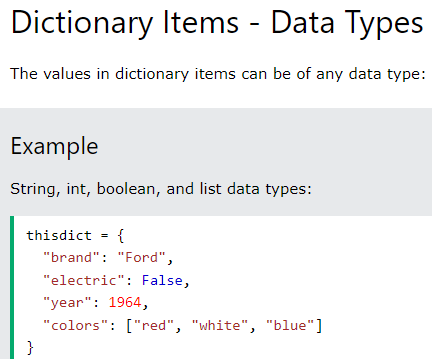 Dictionary Items - Data Types
The values in dictionary items can be of any data type:
Example
String, int, boolean, and list data types:
thisdict = {
  "brand": "Ford",
  "electric": False,
  "year": 1964,
  "colors": ["red", "white", "blue"]
}